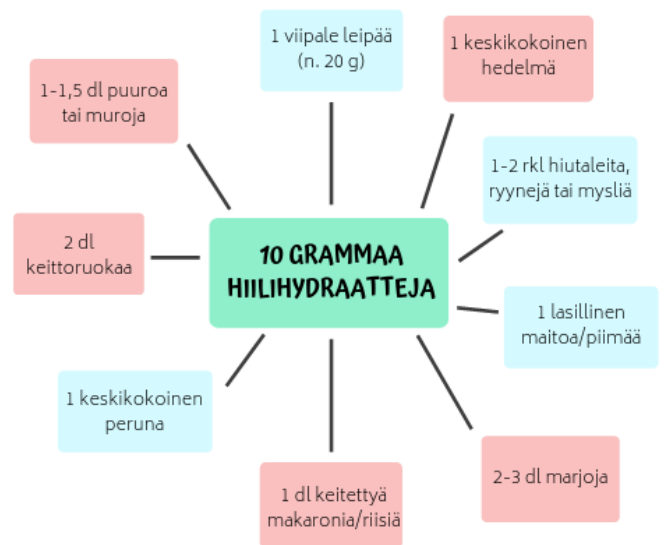 1 viipale leipää
(n. 20 g)
1 keskikokoinen
hedelmä
1-1,5 dl puuroa
tai muroja
1-2 rkl hiutaleita,
ryynejä tai mysliä
2 dl
keittoruokaa
10 GRAMMAA
HIILIHYDRAATTEJA
1 lasillinen
maitoa/piimää
1 keskikokoinen
peruna
2-3 dl marjoja
1 dl keitettyä
makaronia/riisiä